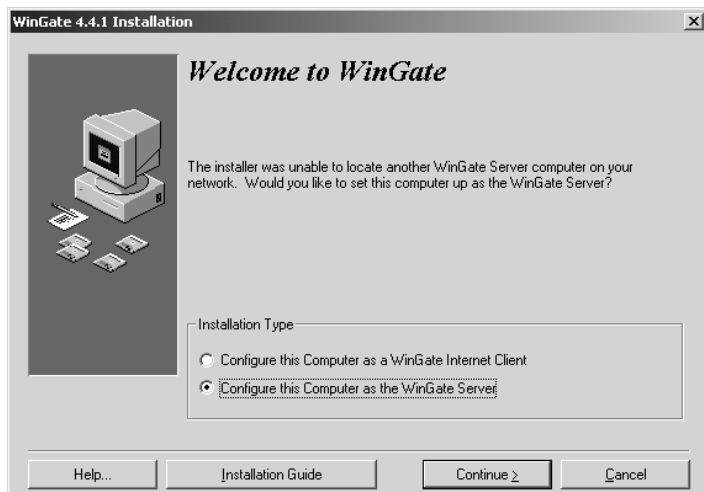 WinGate 4.4.1 Installation
Welcome to WinGate
The installer was unable to locate another WinGate Server computer on your
network. Would you like to set this computer up as the WinGate Server?
Installation Type
Configure this Computer as a WinGate Internet Client
Configure this Computer as the WinGate Server
Help...
Installation Guide
Continue >
Cancel